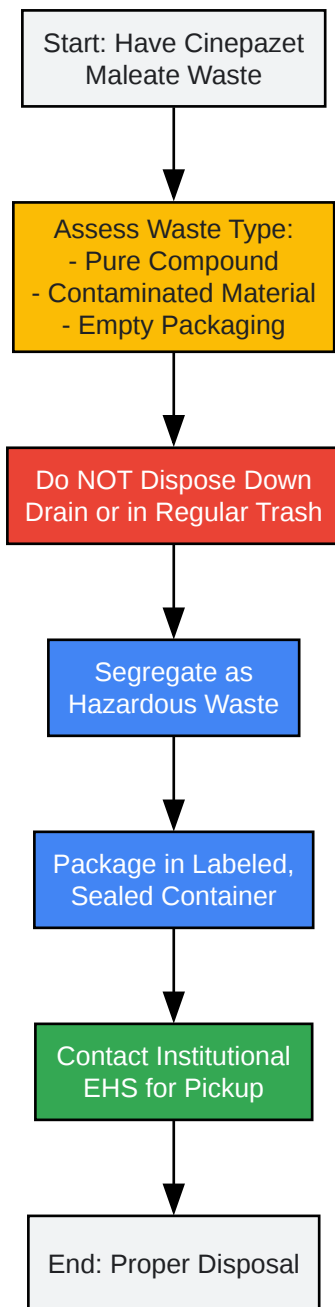 Start: Have Cinepazet
Maleate Waste
Assess Waste Type:
- Pure Compound
- Contaminated Material
- Empty Packaging
Do NOT Dispose Down
Drain or in Regular Trash
Segregate as
Hazardous Waste
Package in Labeled,
Sealed Container
Contact Institutional
EHS for Pickup
End: Proper Disposal